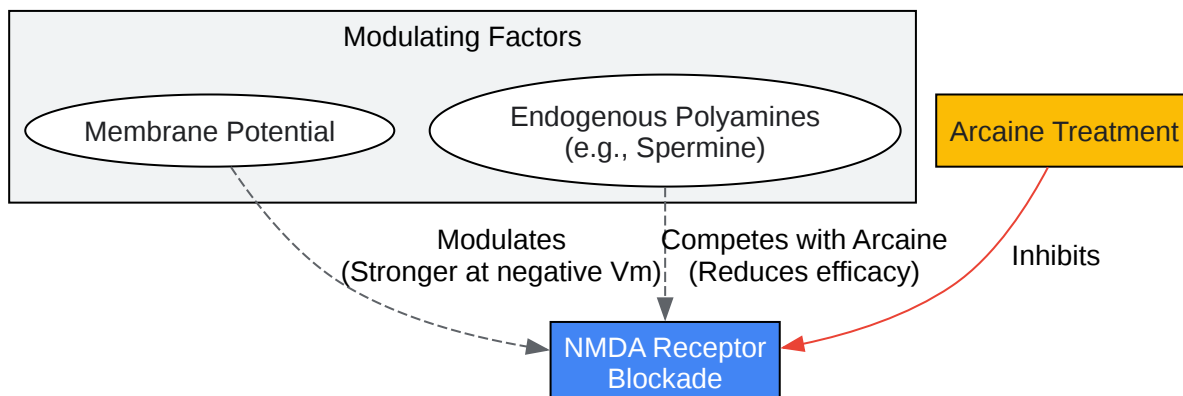 Modulating Factors
Membrane Potential
Endogenous Polyamines
(e.g., Spermine)
Arcaine Treatment
Modulates
(Stronger at negative Vm)
Competes with Arcaine
(Reduces efficacy)
Inhibits
NMDA Receptor
Blockade